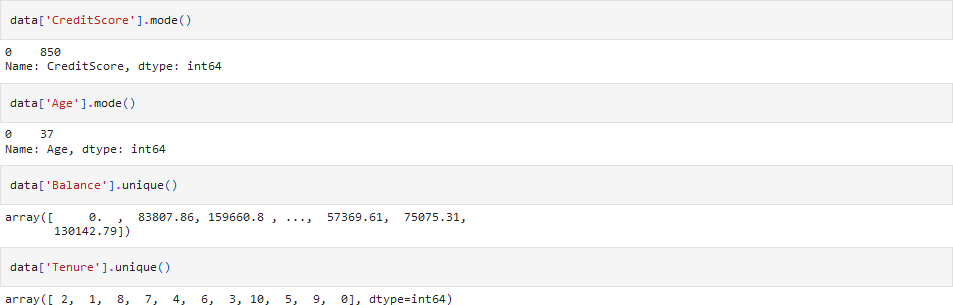 data['CreditScore'].mode()
0    850
Name: CreditScore, dtype: int64
data['Age'].mode()
0    37
Name: Age, dtype: int64
data['Balance'].unique()
array([     0.  ,  83807.86, 159660.8 , ...,  57369.61,  75075.31,
       130142.79])
data['Tenure'].unique()
array([ 2,  1,  8,  7,  4,  6,  3, 10,  5,  9,  0], dtype=int64)